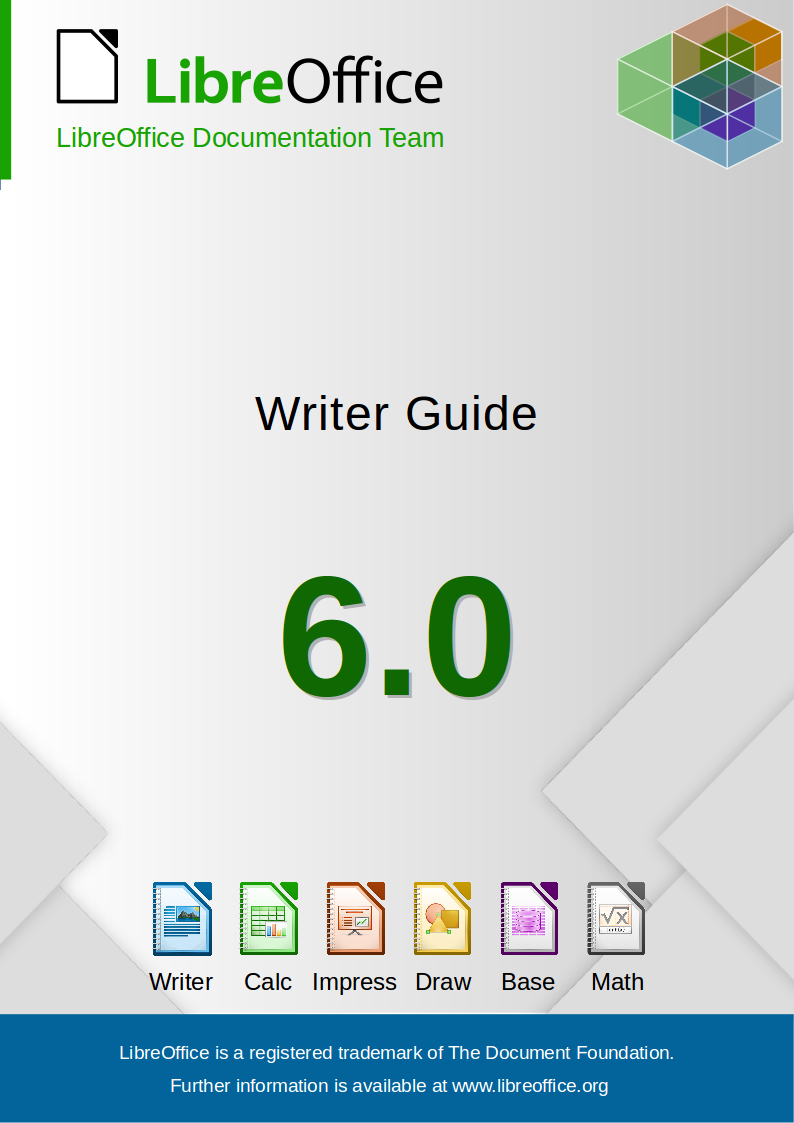 LibreOffice
LibreOffice Documentation Team
Writer Guide
6.0
Writer Calc Impress Draw Base Math
LibreOffice is a registered trademark of The Document Foundation.
Further information is available at www.libreoffice.org